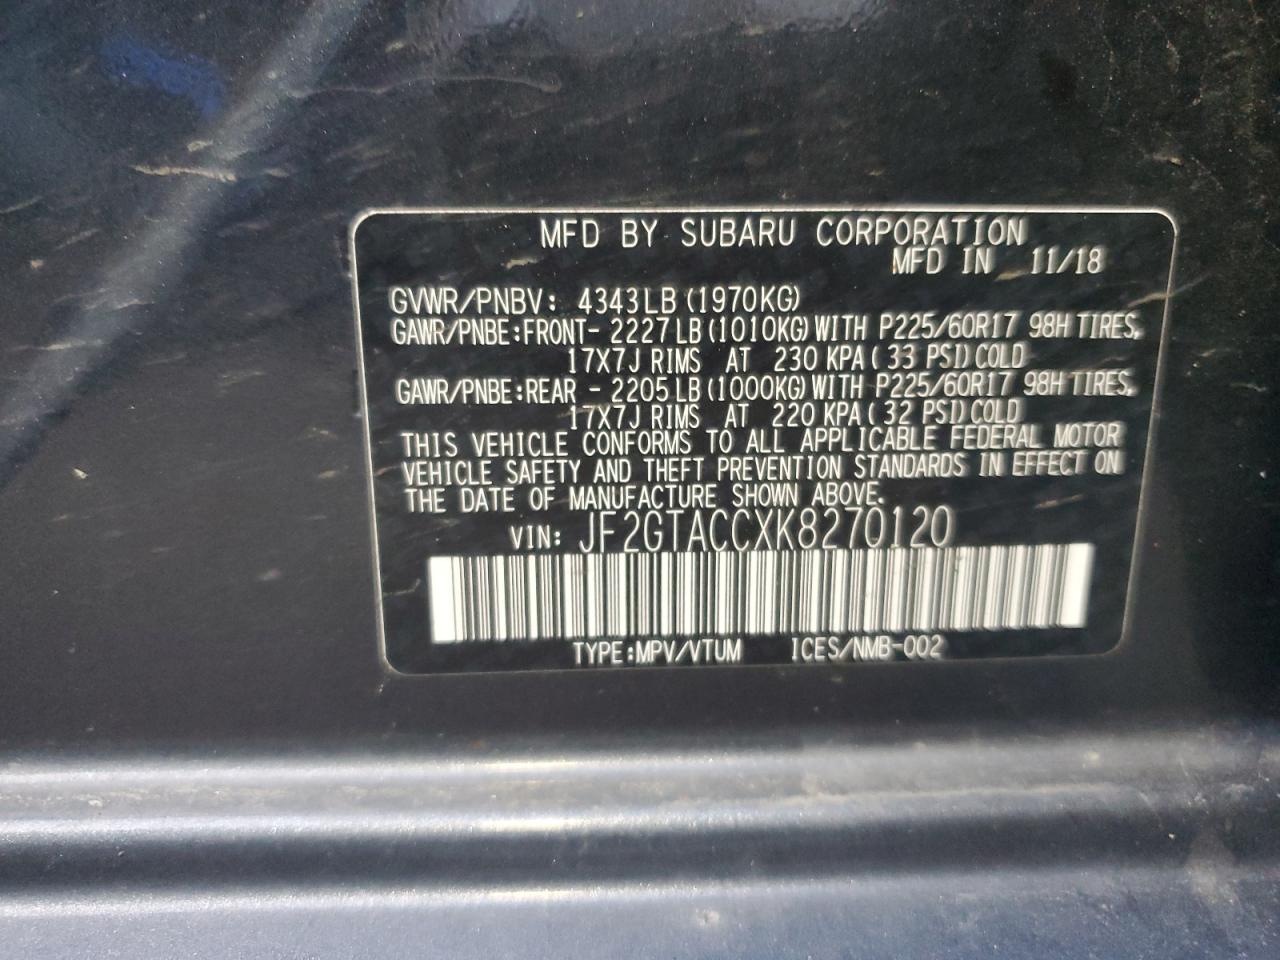 MFD BY SUBARU CORPORATION
MFD IN 11/18
GVWR/PNBV: 4343LB (1970KG)
GAWR/PNBE:FRONT- 2227LB (1010KG) WITH P225/60R17 98H TIRES,
17X7J RIMS AT 230 KPA ( 33 PSI) COLD
GAWR/PNBE:REAR - 2205LB (1000KG) WITH P225/60R17 98H TIRES,
17X7J RIMS AT 220 KPA ( 32 PSI) COLD
THIS VEHICLE CONFORMS TO ALL APPLICABLE FEDERAL MOTOR
VEHICLE SAFETY AND THEFT PREVENTION STANDARDS IN EFFECT ON
THE DATE OF MANUFACTURE SHOWN ABOVE.
VIN: JF2GTACCXK8270120
TYPE:MPV/VTUM ICES/NMB-002